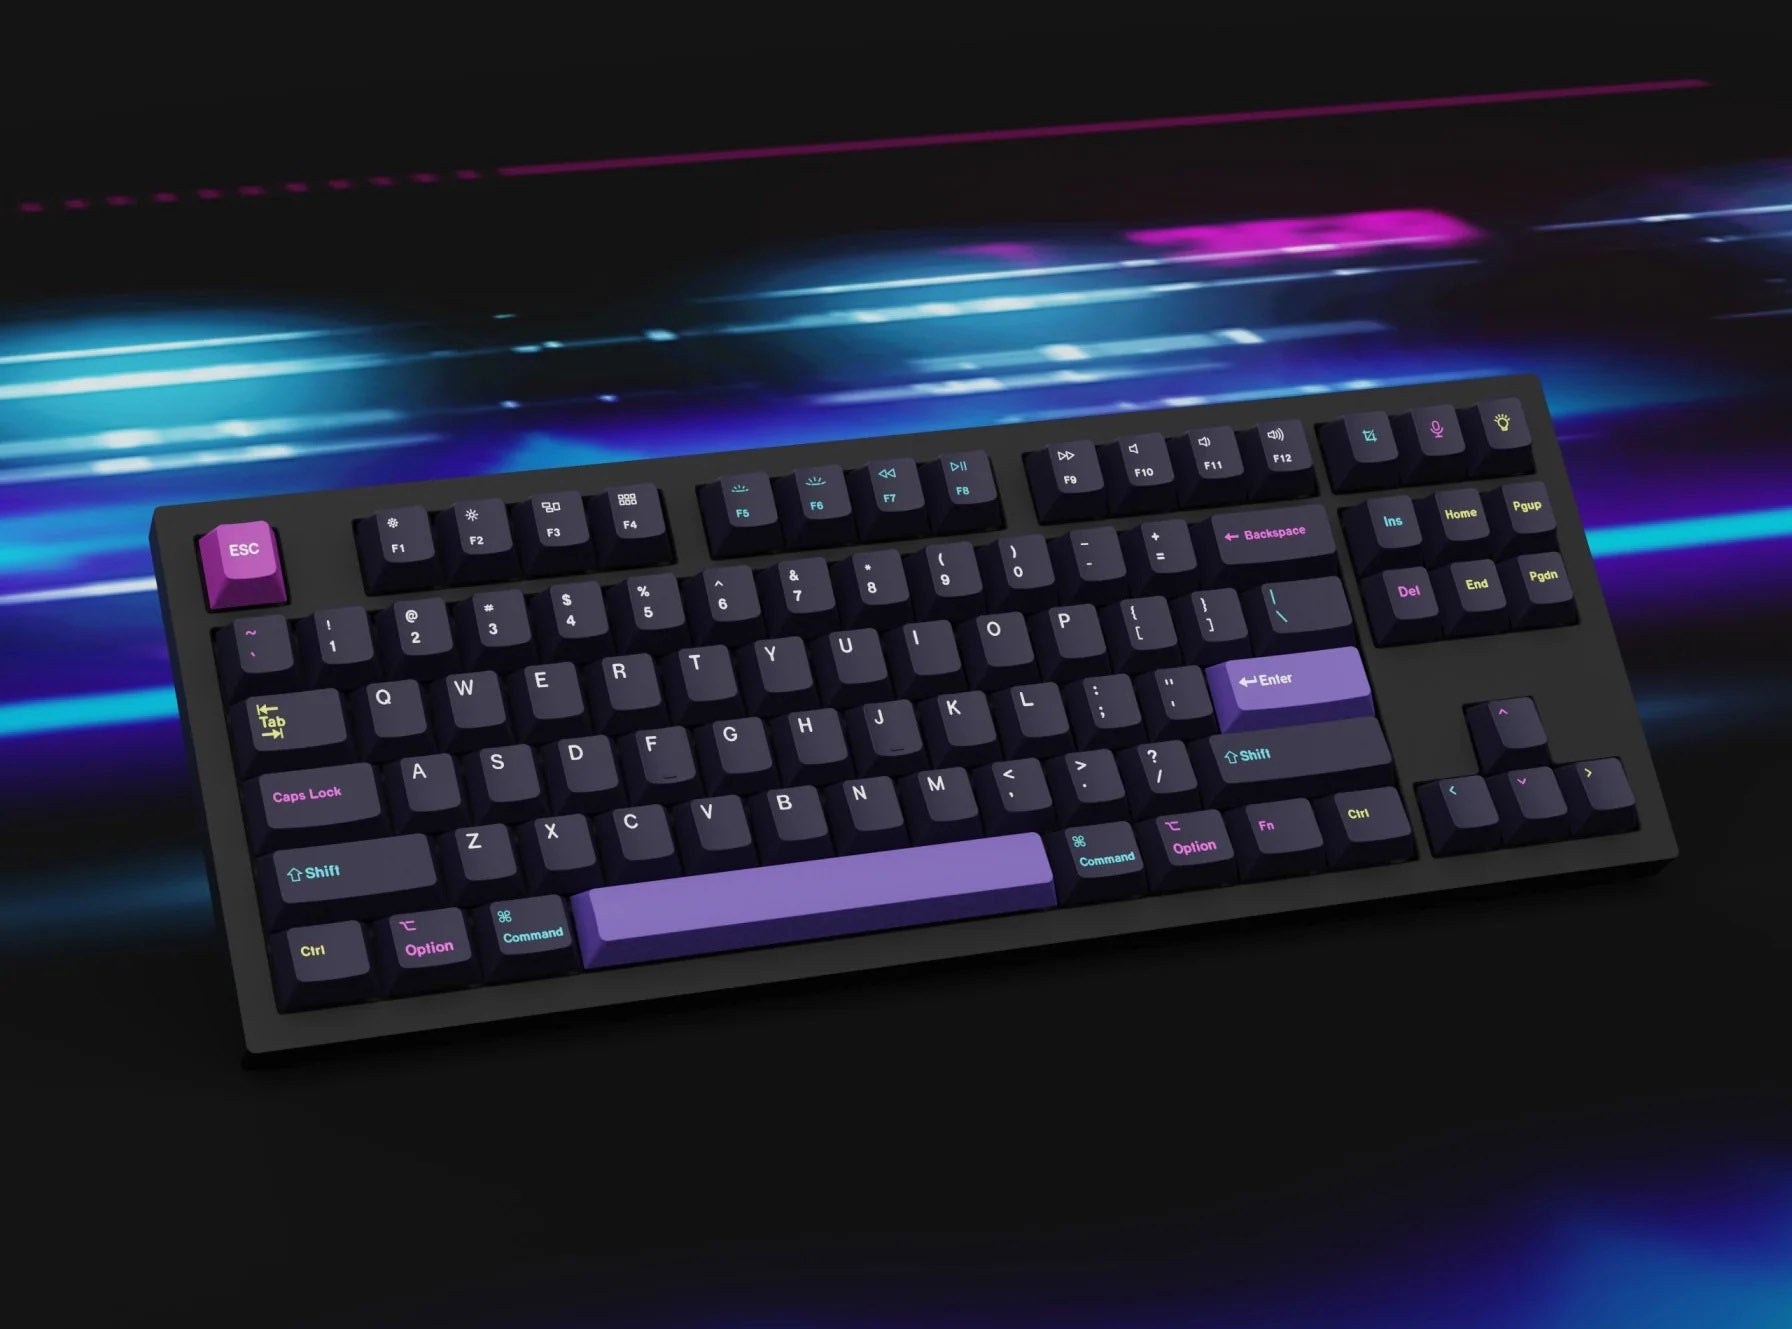 ESC
F1
F2
F3
F4
F5
F6
F7
F8
F9
F10
F11
F12
~
`
!
1
@
2
#
3
$
4
%
5
^
6
&
7
*
8
(
9
)
0
–
-
+
=
← Backspace
Ins
Home
Pgup
Tab
Q
W
E
R
T
Y
U
I
O
P
{
[
}
]
|
\
Del
End
Pgdn
Caps Lock
A
S
D
F
G
H
J
K
L
:
;
"
'
Enter
Shift
Z
X
C
V
B
N
M
<
,
>
.
?
/
Shift
^
Ctrl
⌥
Option
⌘
Command
⌘
Command
⌥
Option
Fn
Ctrl
<
>